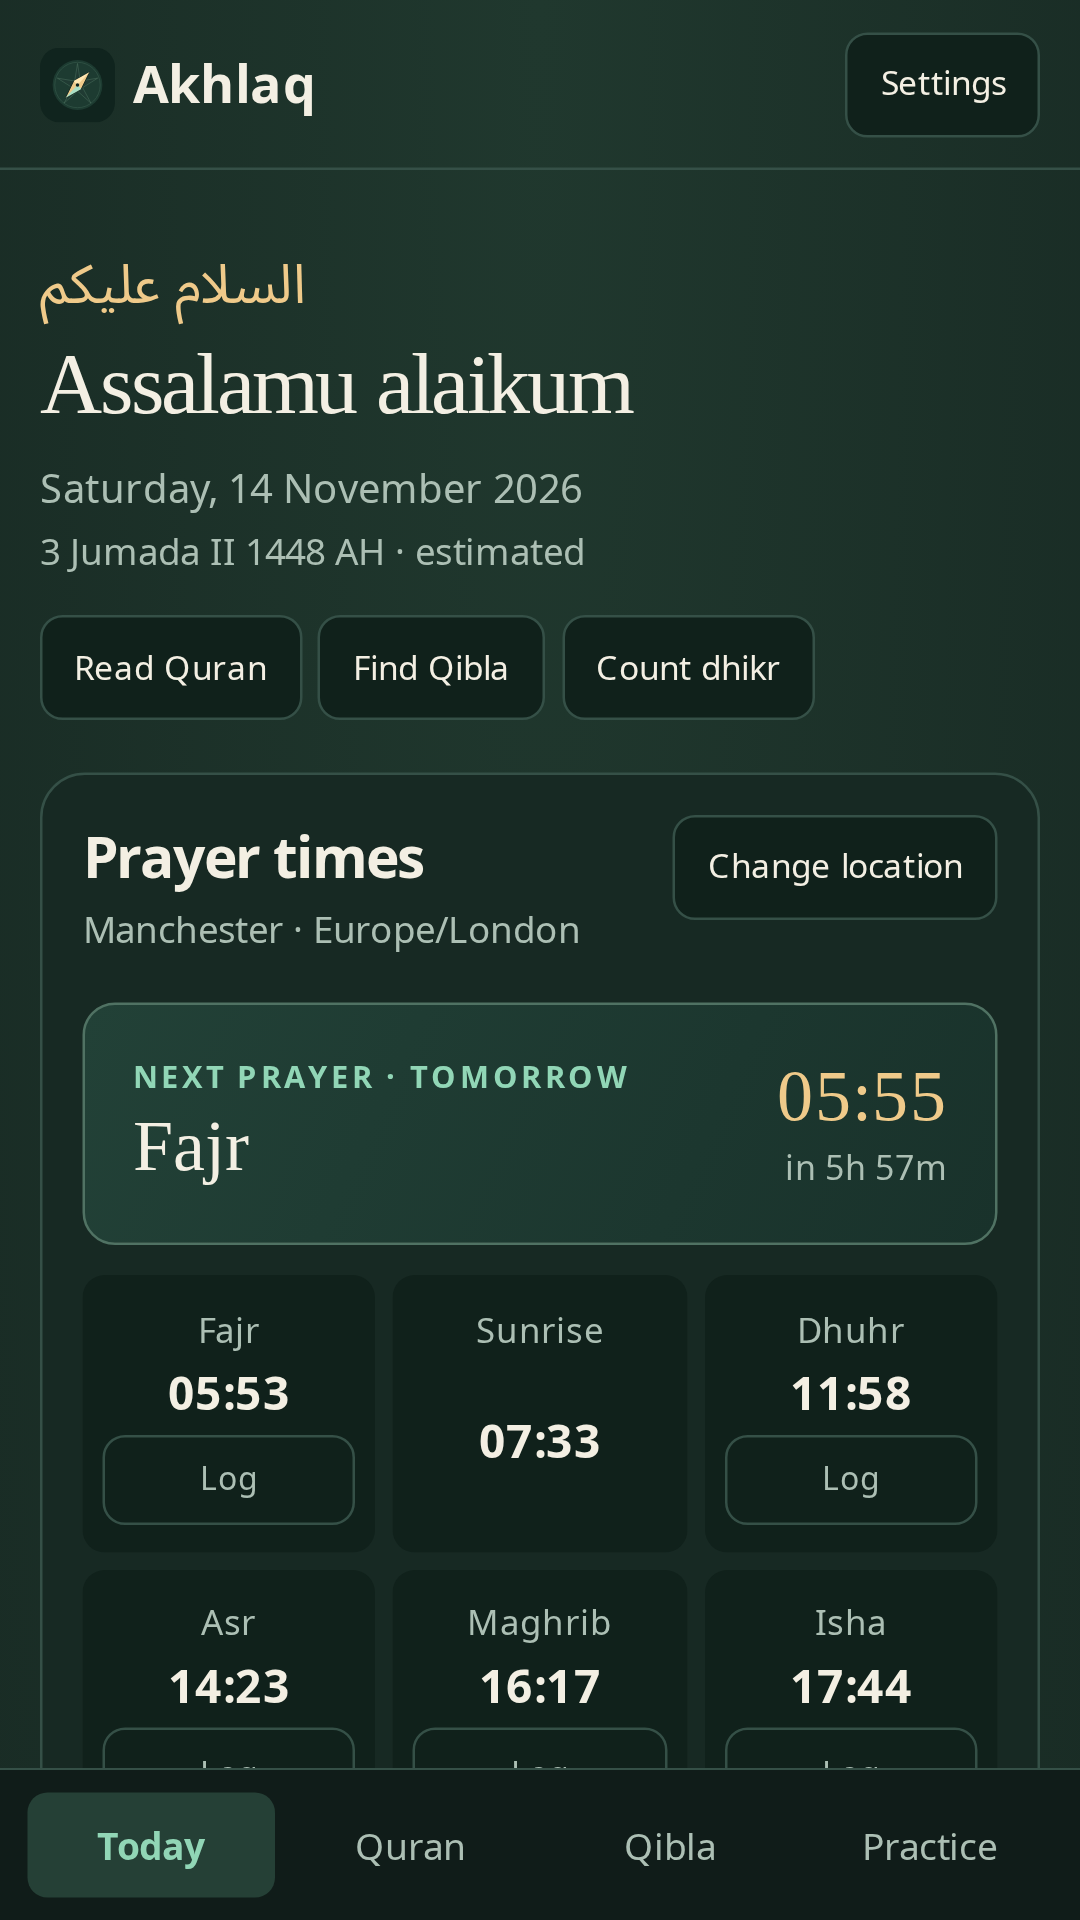 Akhlaq
Settings
السلام عليكم
Assalamu alaikum
Saturday, 14 November 2026
3 Jumada II 1448 AH · estimated
Read Quran
Find Qibla
Count dhikr
Prayer times
Change location
Manchester · Europe/London
NEXT PRAYER · TOMORROW
Fajr
05:55
in 5h 57m
Fajr
05:53
Log
Sunrise
07:33
Dhuhr
11:58
Log
Asr
14:23
Log
Maghrib
16:17
Log
Isha
17:44
Log
Today
Quran
Qibla
Practice